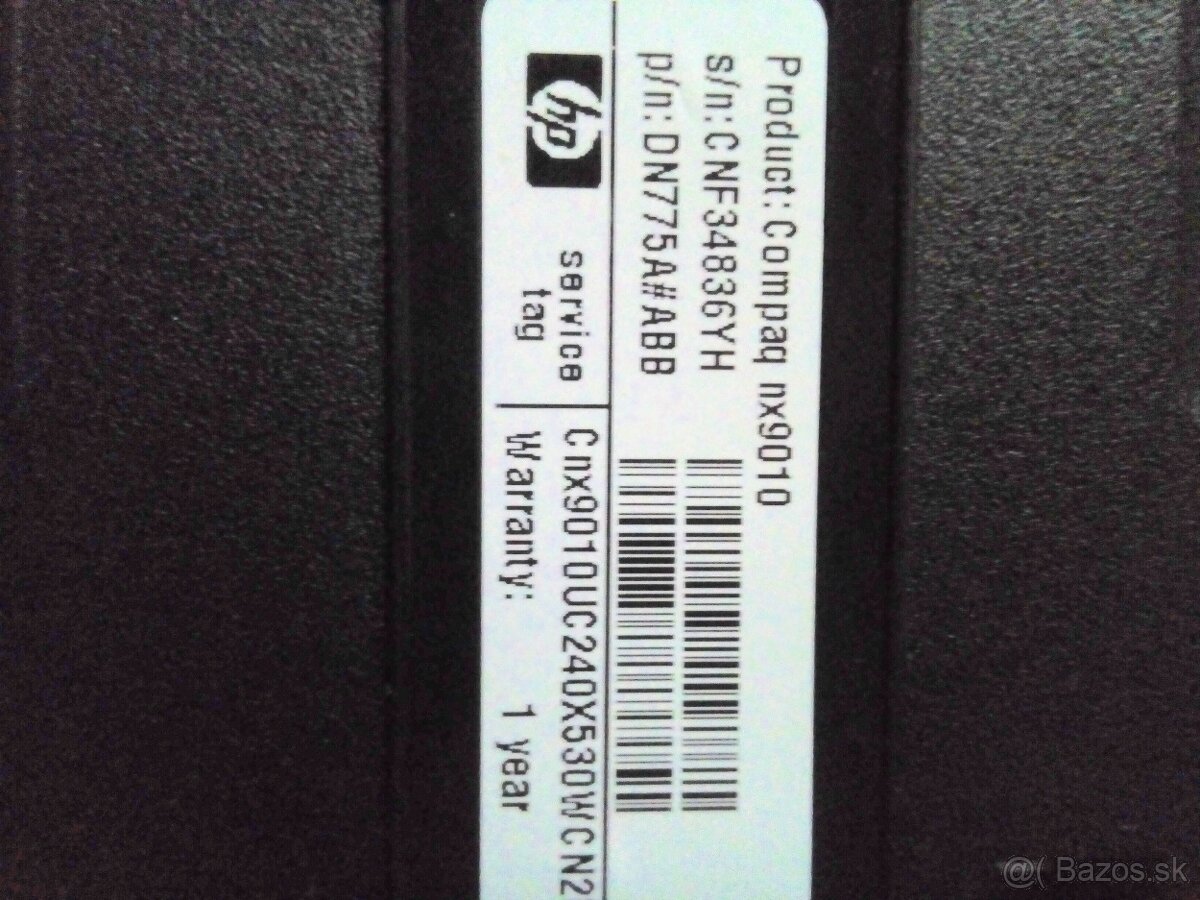 Product: Compaq nx9010
s/n: CNF34836YH
p/n: DN775A#ABB
hp
service
tag
Cnx9010UC240X530WCN2
Warranty: 1 year
@( Bazos.sk